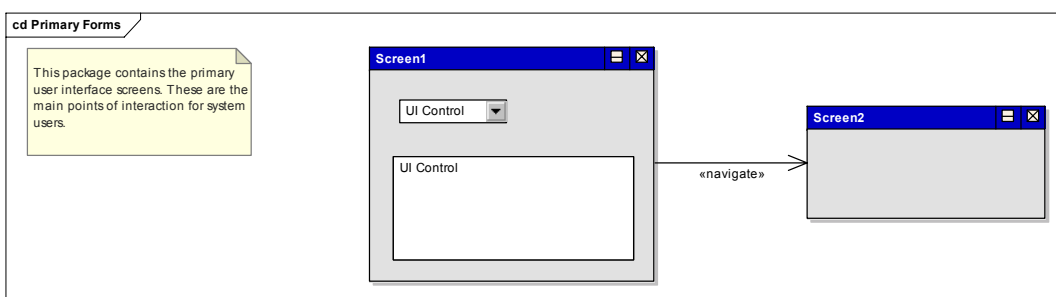 cd Primary Forms
This package contains the primary
user interface screens. These are the
main points of interaction for system
users.
Screen1
UI Control
UI Control
«navigate»
Screen2